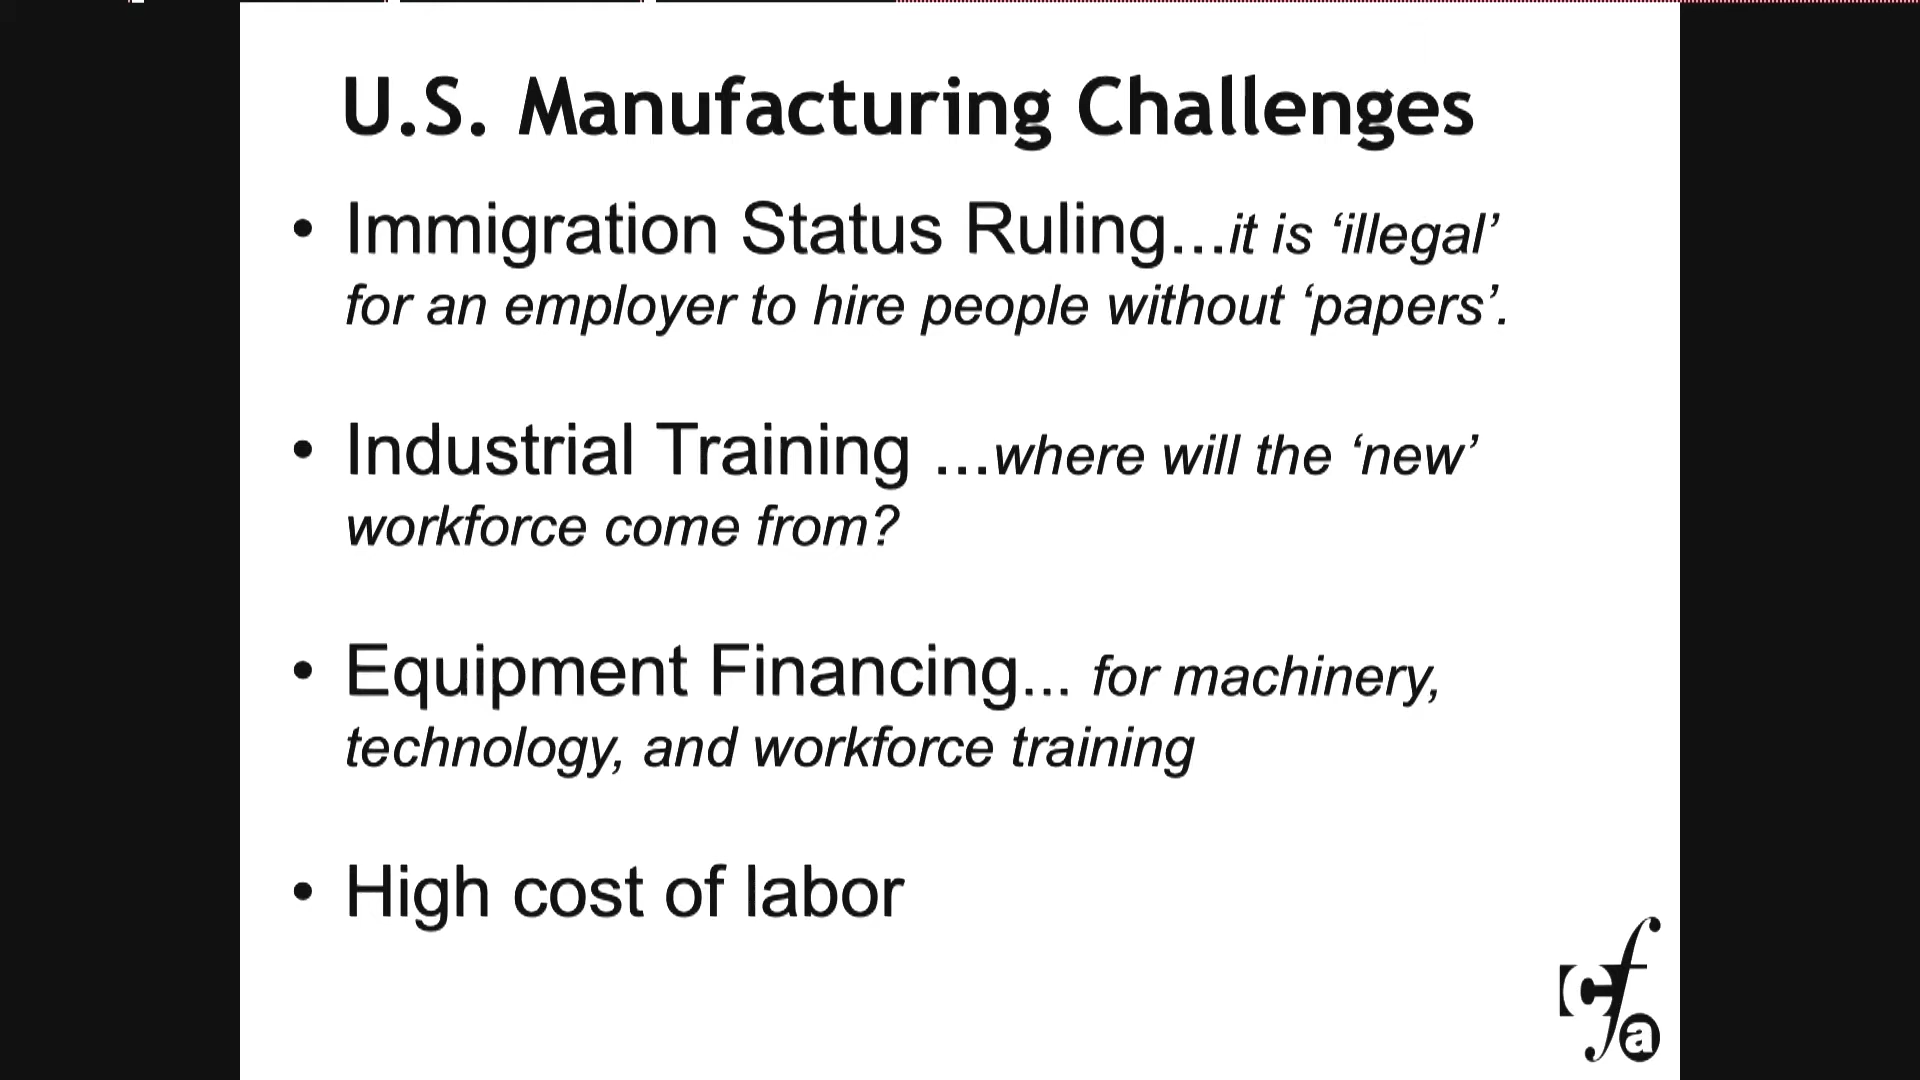 U.S. Manufacturing Challenges
• Immigration Status Ruling...it is ‘illegal’
for an employer to hire people without ‘papers’.
• Industrial Training ...where will the ‘new’
workforce come from?
• Equipment Financing... for machinery,
technology, and workforce training
• High cost of labor
cfa